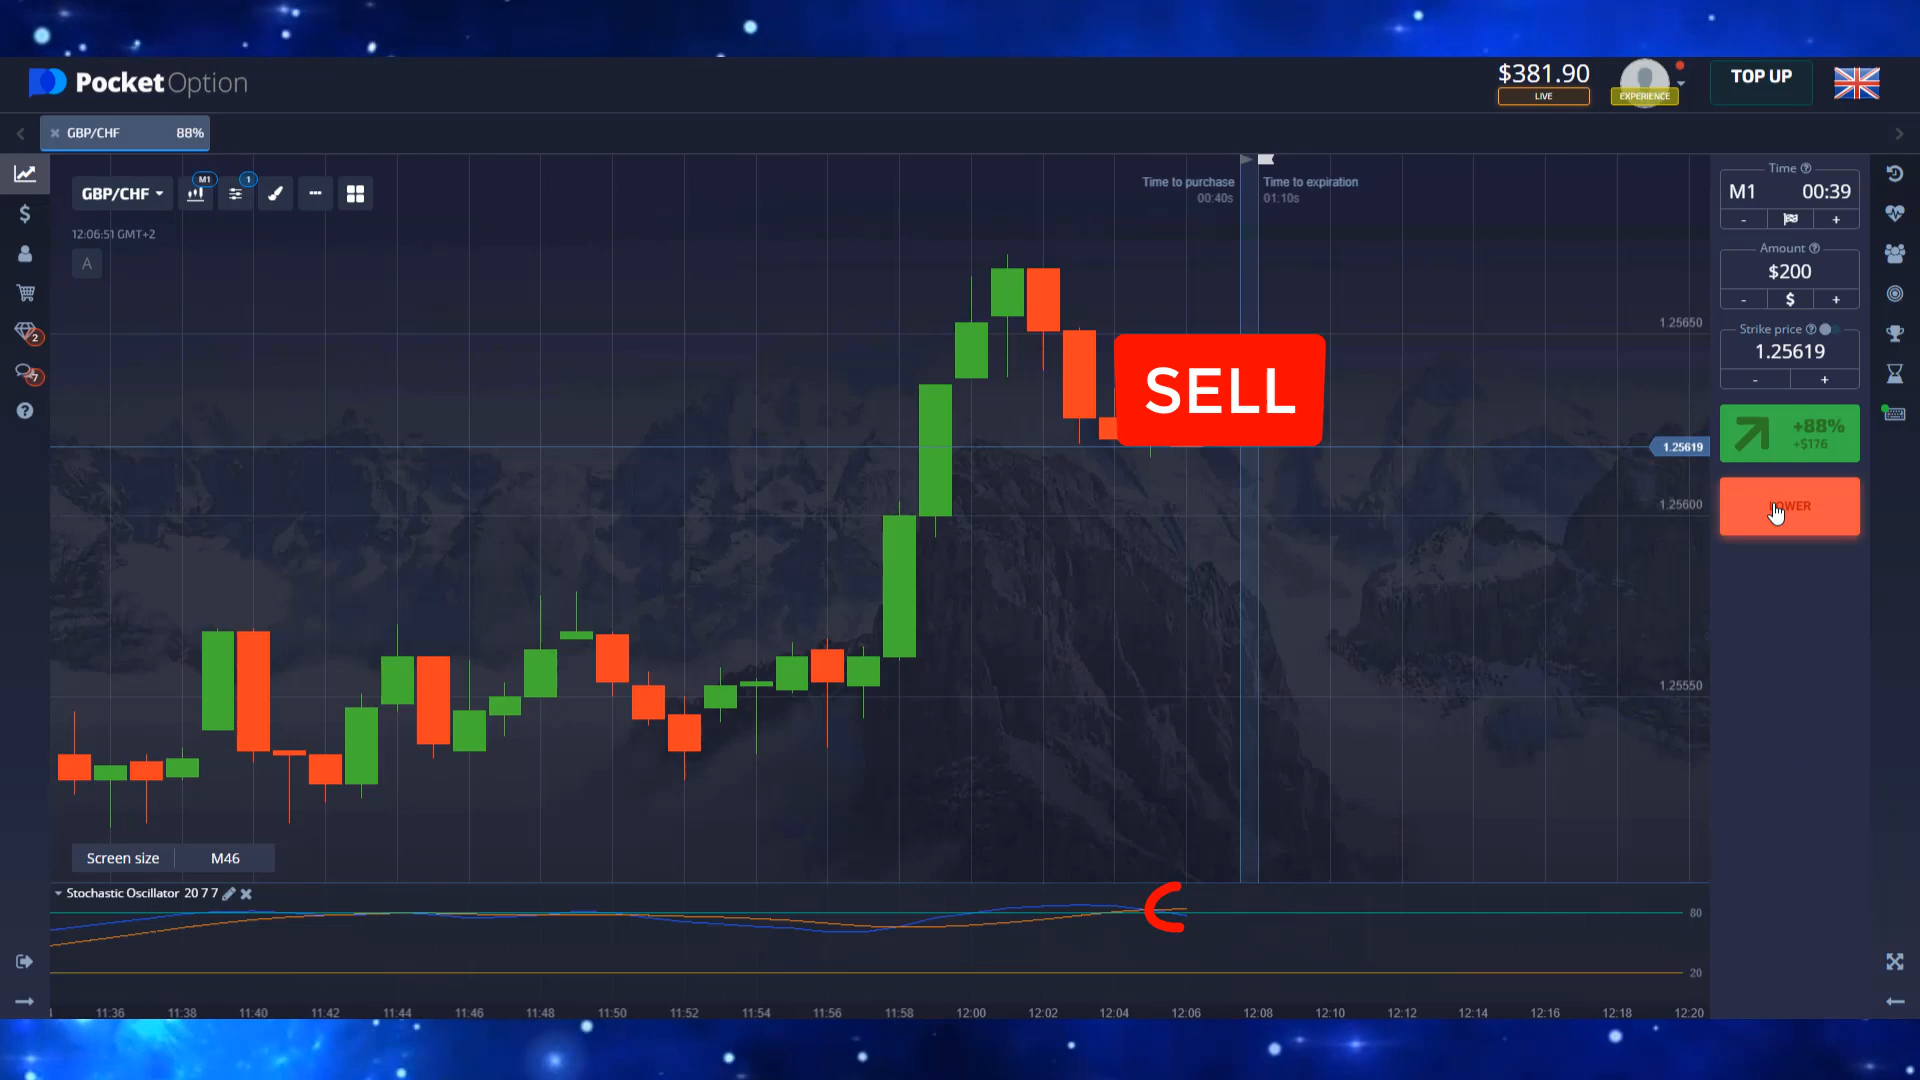 PocketOption
$381.90
LIVE
EXPERIENCE
TOP UP
GBP/CHF 88%
GBP/CHF
M1
1
12:06:51 GMT+2
A
Time to purchase
00:40s
Time to expiration
01:10s
Time
M1 00:39
- +
Amount
$200
- $ +
Strike price
1.25619
- +
+88%
+$176
LOWER
SELL
1.25650
1.25619
1.25600
1.25550
2
7
Screen size M46
Stochastic Oscillator 20 7 7
80
20
11:36 11:38 11:40 11:42 11:44 11:46 11:48 11:50 11:52 11:54 11:56 11:58 12:00 12:02 12:04 12:06 12:08 12:10 12:12 12:14 12:16 12:18 12:20